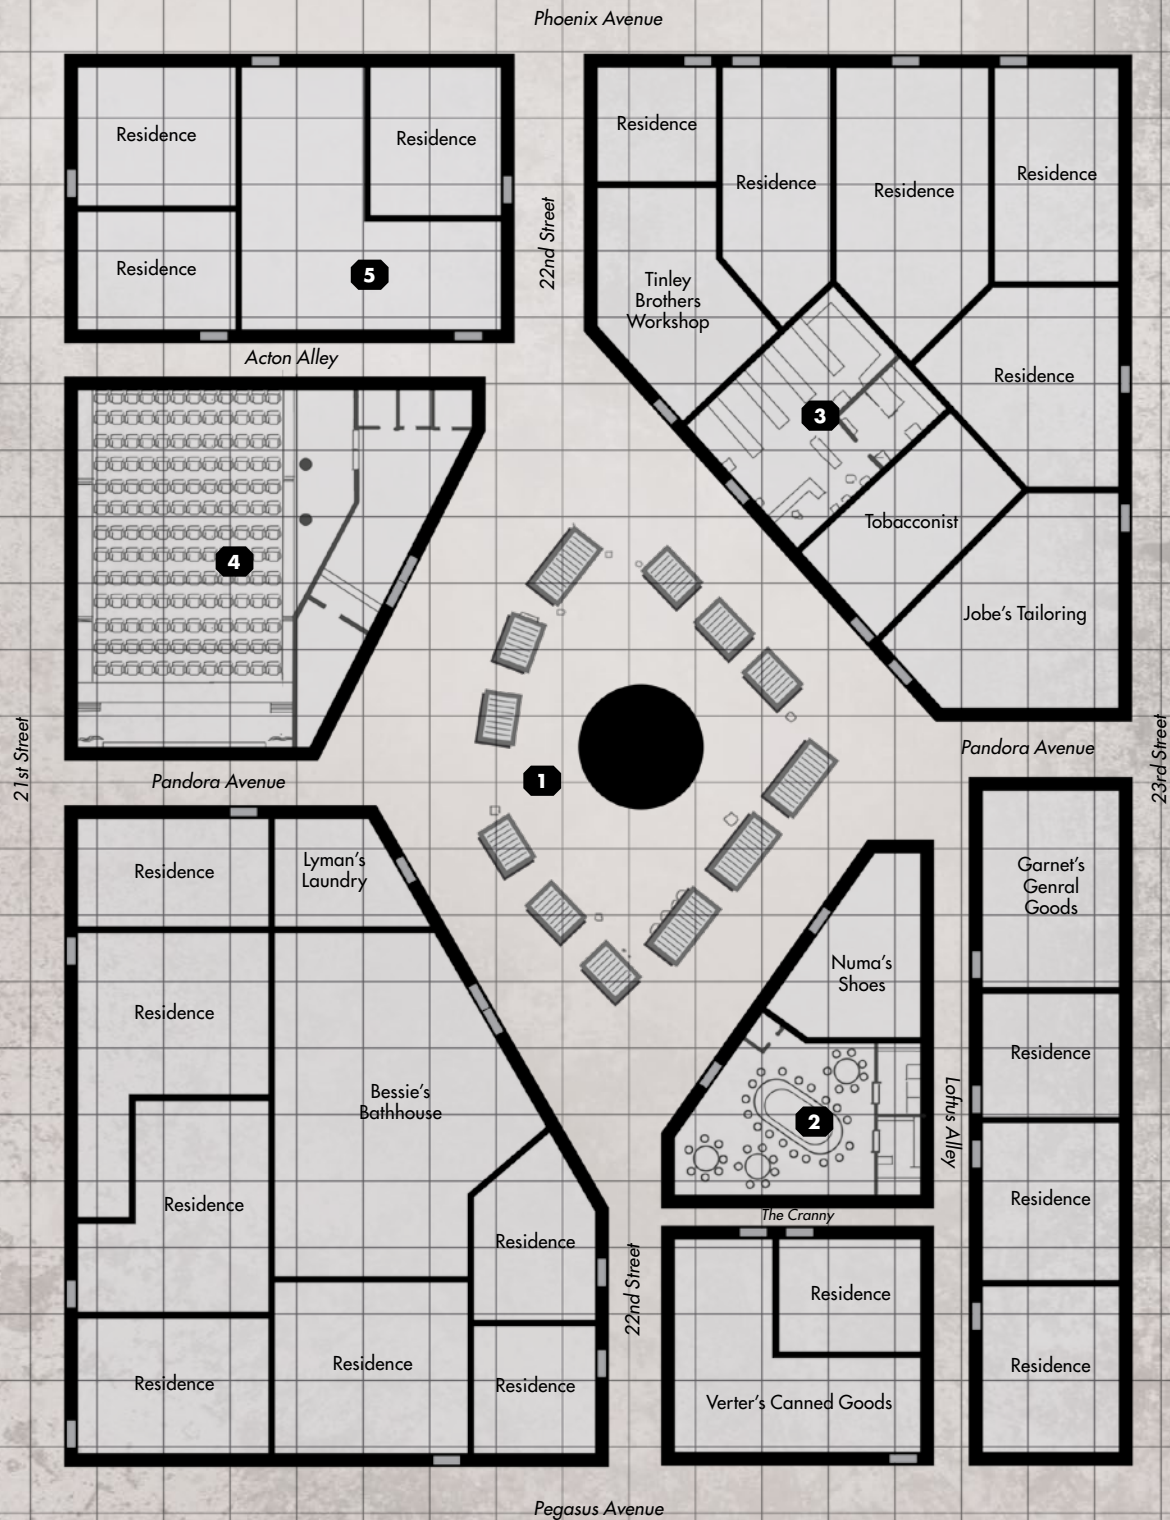 Phoenix Avenue
Residence
Residence
Residence
5
Acton Alley
22nd Street
Residence
Residence
Residence
Residence
Tinley
Brothers
Workshop
3
Residence
Tobacconist
Jobe's Tailoring
4
21st Street
Pandora Avenue
1
Pandora Avenue
23rd Street
Residence
Lyman's
Laundry
Residence
Bessie's
Bathhouse
Residence
Residence
Residence
Residence
Residence
22nd Street
Numa's
Shoes
2
Loftus Alley
The Cranny
Residence
Verter's Canned Goods
Garnet's
Genral
Goods
Residence
Residence
Residence
Pegasus Avenue